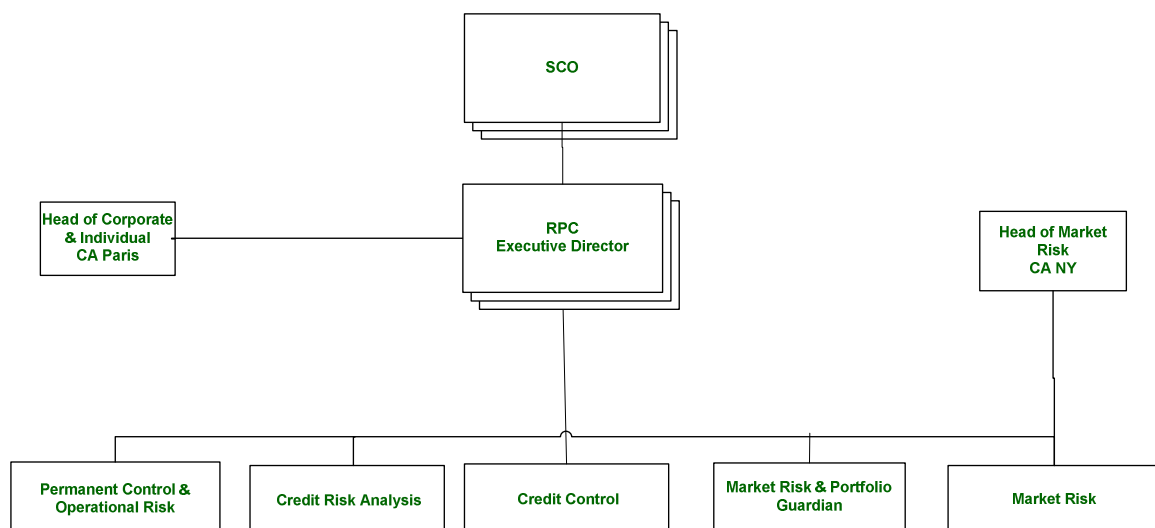 SCO
Head of Corporate
& Individual
CA Paris
RPC
Executive Director
Head of Market
Risk
CA NY
Permanent Control &
Operational Risk
Credit Risk Analysis
Credit Control
Market Risk & Portfolio
Guardian
Market Risk